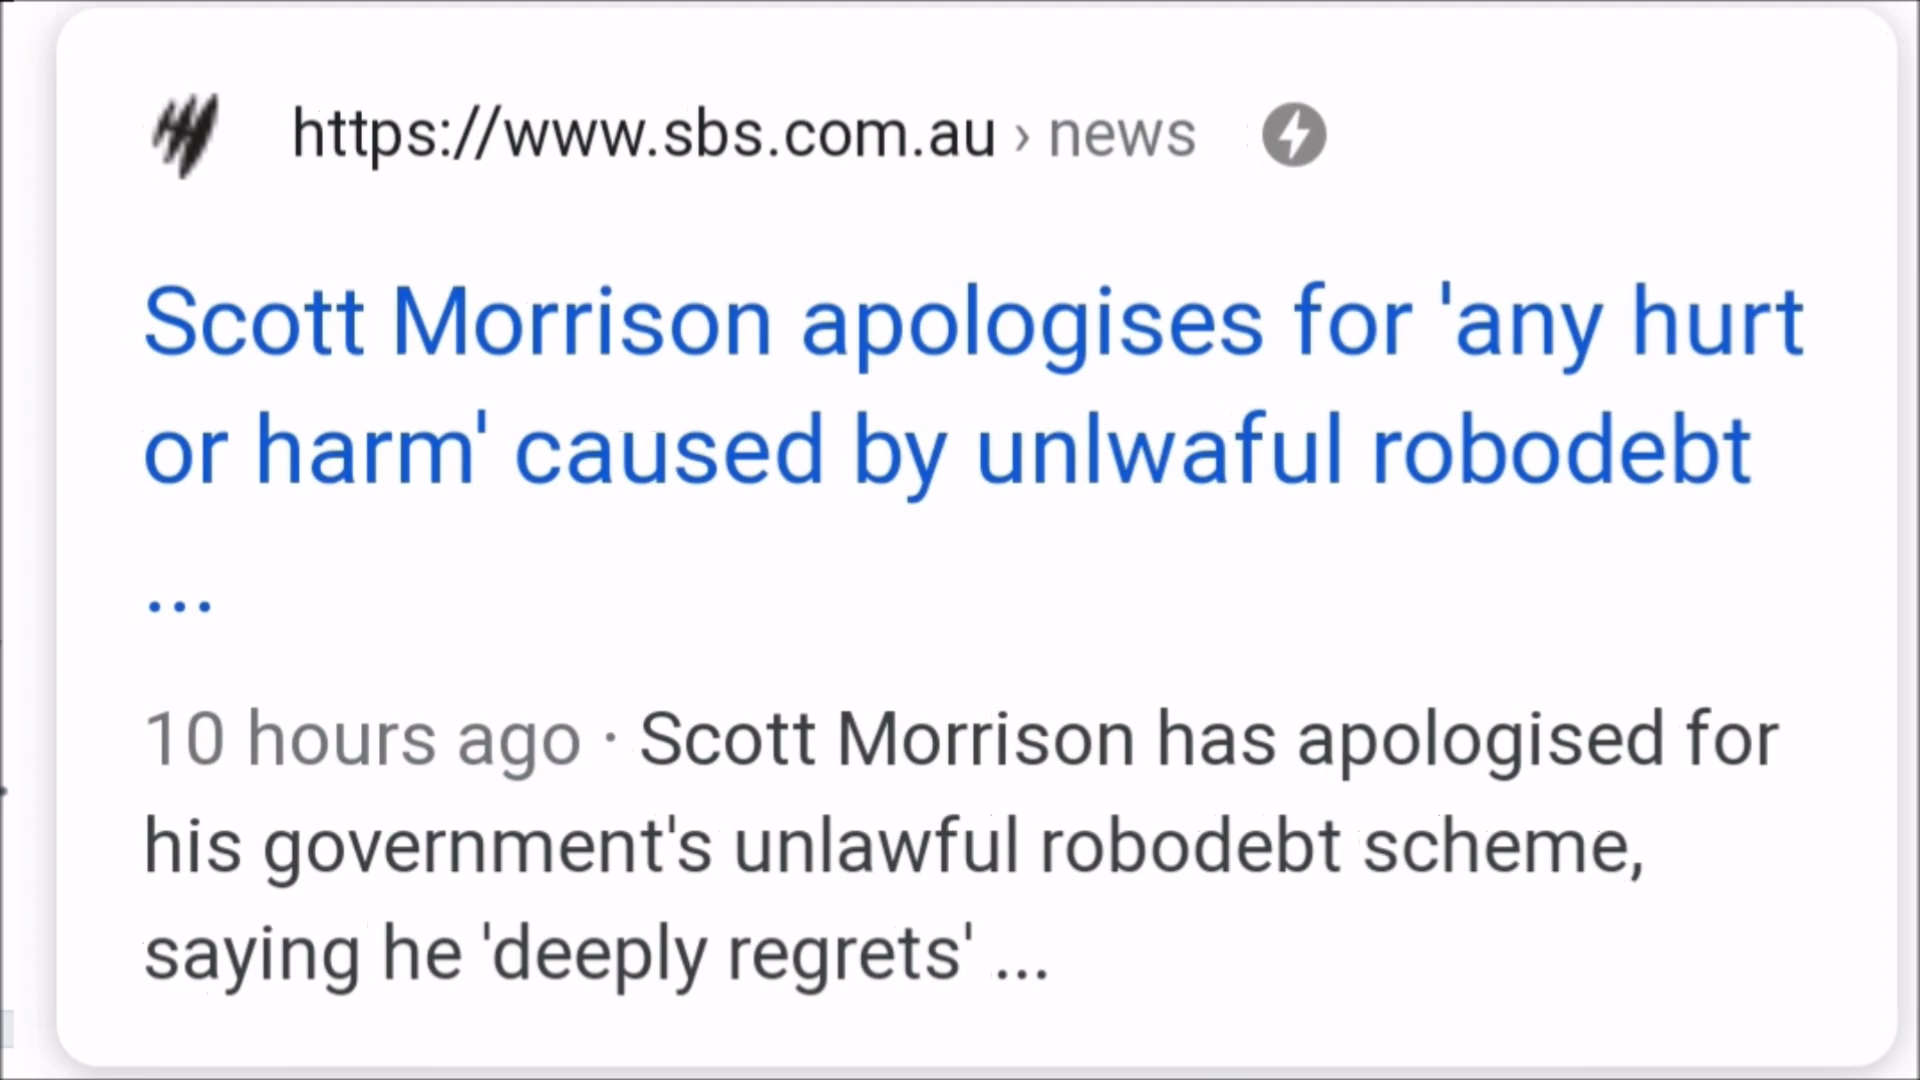 https://www.sbs.com.au › news
Scott Morrison apologises for 'any hurt
or harm' caused by unlwaful robodebt
...
10 hours ago · Scott Morrison has apologised for
his government's unlawful robodebt scheme,
saying he 'deeply regrets' ...